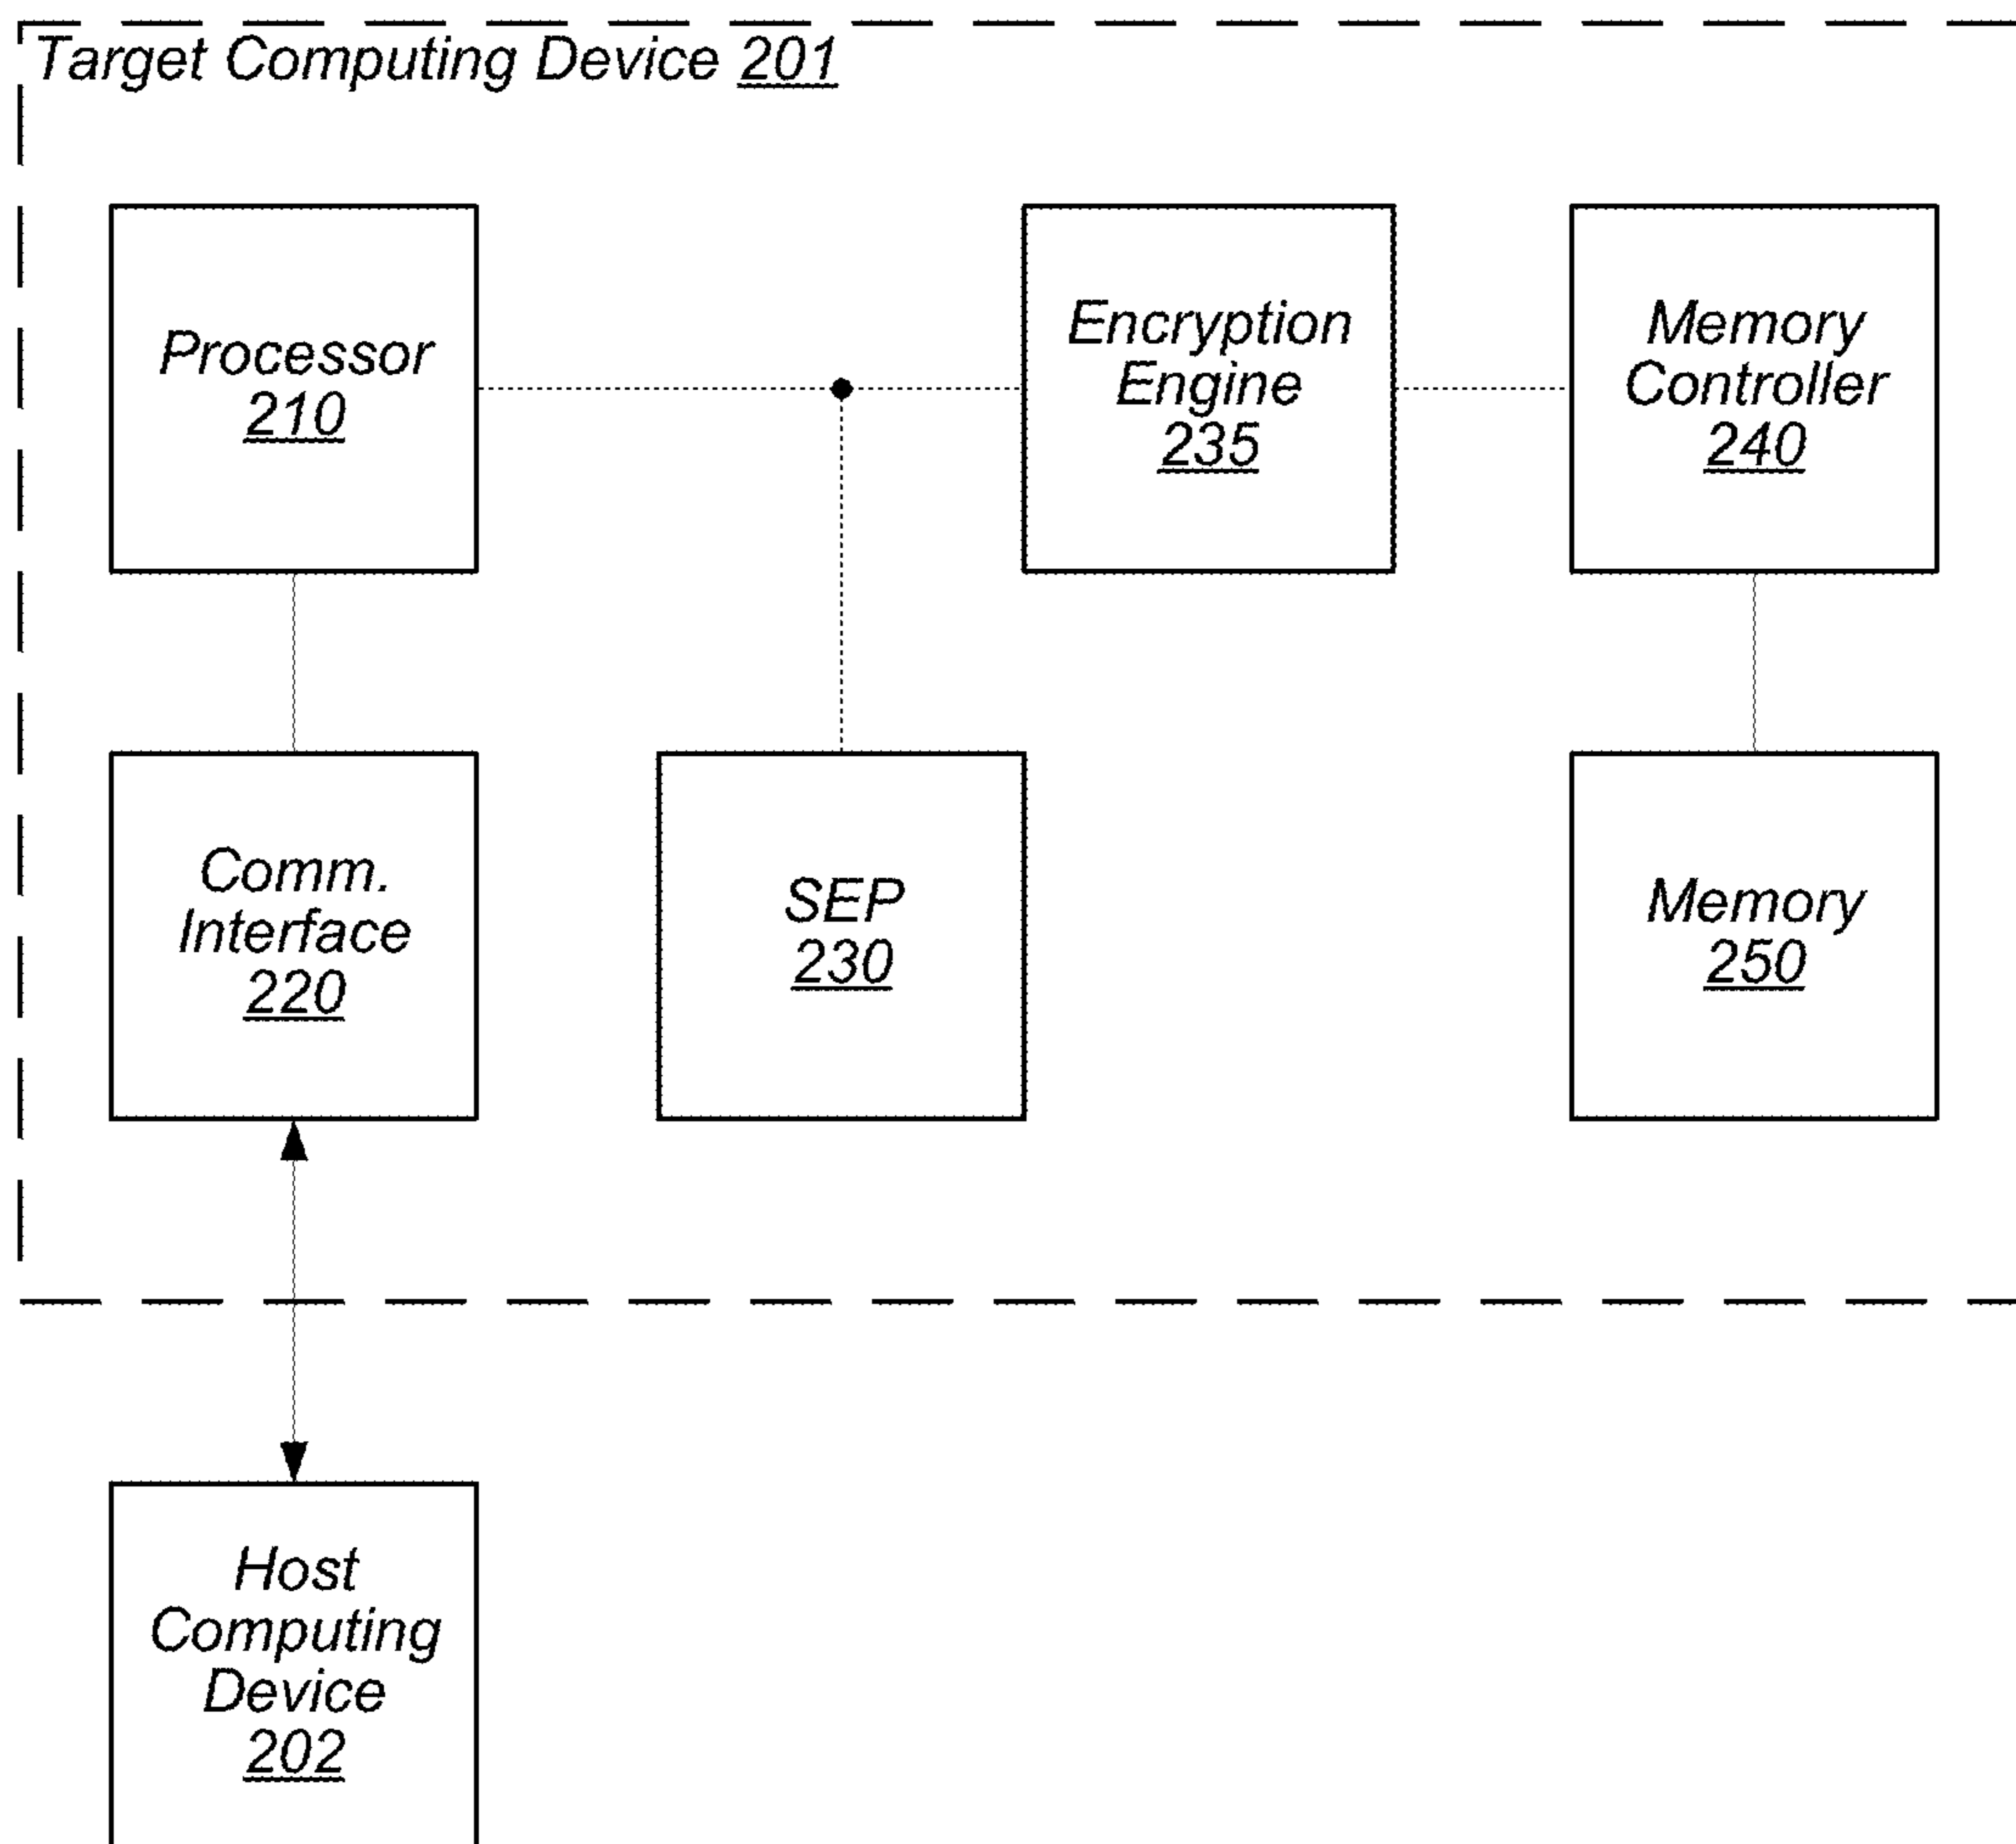 Target Computing Device 201
Processor
210
Encryption
Engine
235
Memory
Controller
240
Comm.
Interface
220
SEP
230
Memory
250
Host
Computing
Device
202